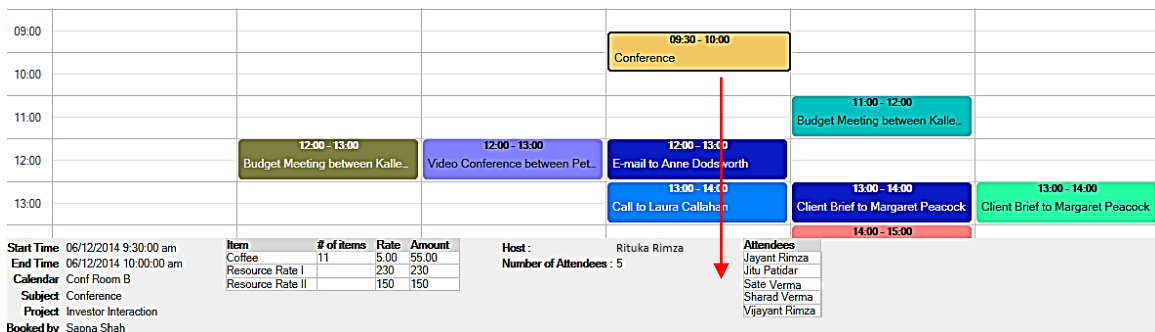 09:00
09:30 - 10:00
Conference
10:00
11:00 - 12:00
11:00
Budget Meeting between Kalle...
12:00 - 13:00 12:00 - 13:00 12:00 - 13:00
12:00 Budget Meeting between Kalle... Video Conference between Pet... E-mail to Anne Dodsworth
13:00 - 14:00 13:00 - 14:00 13:00 - 14:00
13:00 Call to Laura Callahan Client Brief to Margaret Peacock Client Brief to Margaret Peacock
14:00 - 15:00
Start Time 06/12/2014 9:30:00 am
End Time 06/12/2014 10:00:00 am
Calendar Conf Room B
Subject Conference
Project Investor Interaction
Booked by Sapna Shah
Item # of items Rate Amount
Coffee 11 5.00 55.00
Resource Rate I 230 230
Resource Rate II 150 150
Host : Rituka Rimza
Number of Attendees : 5
Attendees
Jayant Rimza
Jitu Patidar
Sate Verma
Sharad Verma
Vijayant Rimza